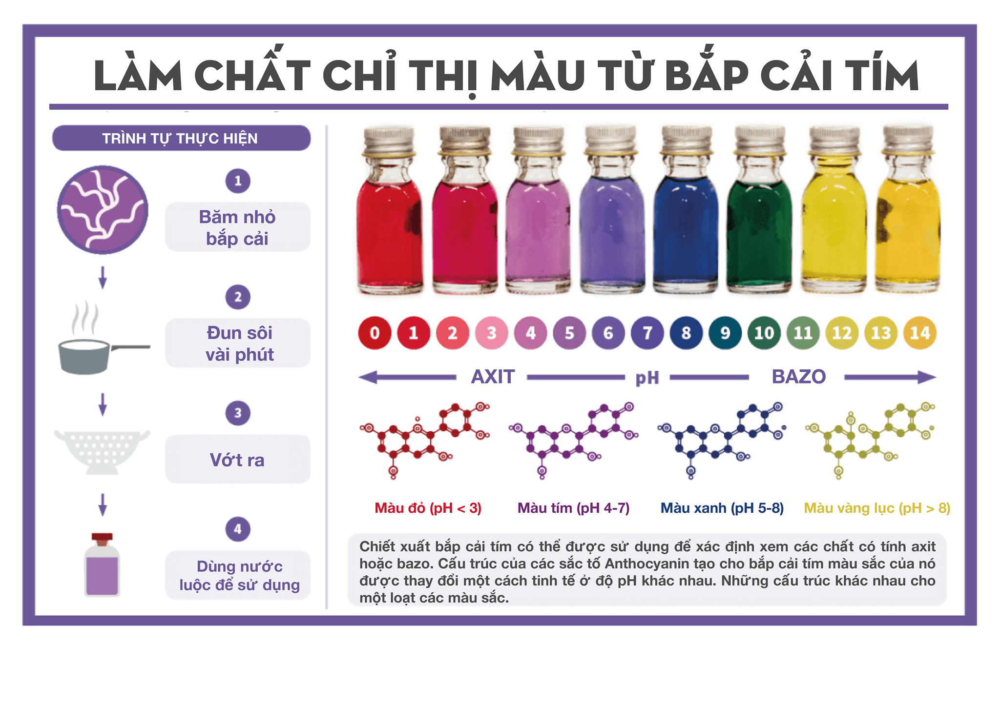 LÀM CHẤT CHỈ THỊ MÀU TỪ BẮP CẢI TÍM
TRÌNH TỰ THỰC HIỆN
1
Băm nhỏ
bắp cải
2
Đun sôi
vài phút
3
Vớt ra
4
Dùng nước
luộc để sử dụng
0 1 2 3 4 5 6 7 8 9 10 11 12 13 14
AXIT pH BAZO
Màu đỏ (pH < 3) Màu tím (pH 4-7) Màu xanh (pH 5-8) Màu vàng lục (pH > 8)
Chiết xuất bắp cải tím có thể được sử dụng để xác định xem các chất có tính axit
hoặc bazo. Cấu trúc của các sắc tố Anthocyanin tạo cho bắp cải tím màu sắc của nó
được thay đổi một cách tinh tế ở độ pH khác nhau. Những cấu trúc khác nhau cho
một loạt các màu sắc.